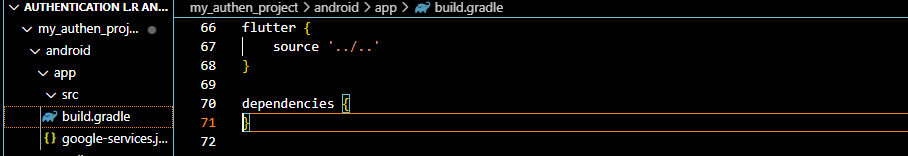 AUTHENTICATION L.R AN...
my_authen_proj...
android
app
src
build.gradle
google-services.j...
my_authen_project > android > app > build.gradle
66 flutter {
67 source '../..'
68 }
69
70 dependencies {
71 }
72